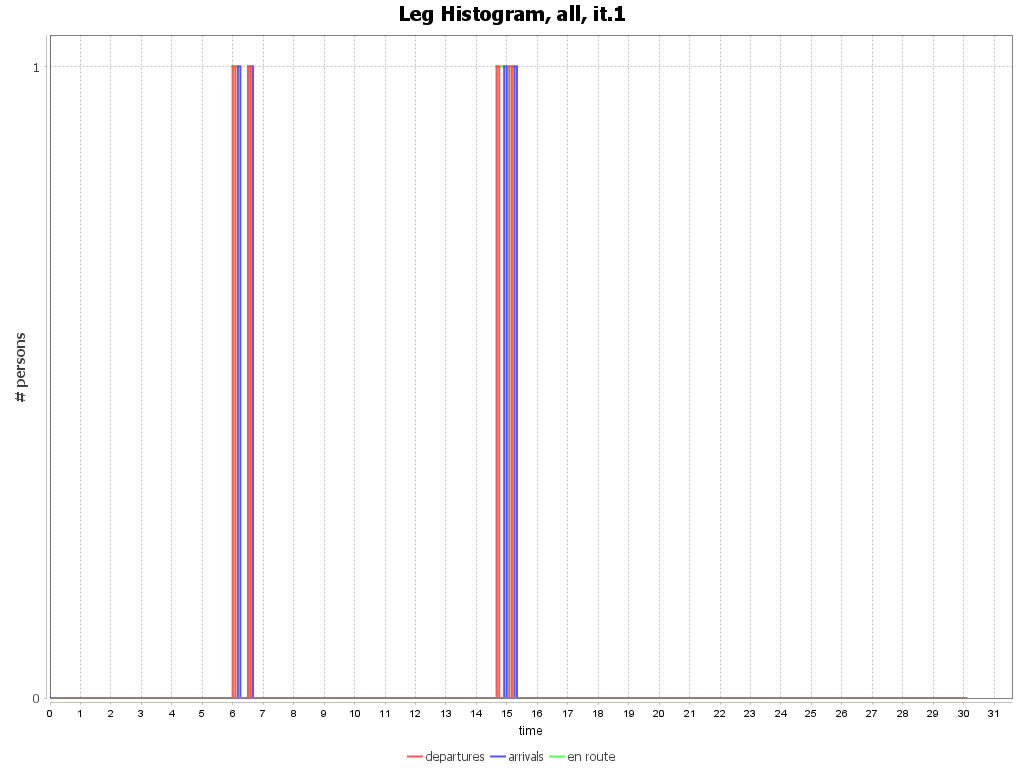 Leg Histogram, all, it.1
# persons
1
0
0 1 2 3 4 5 6 7 8 9 10 11 12 13 14 15 16 17 18 19 20 21 22 23 24 25 26 27 28 29 30 31
time
departures arrivals en route